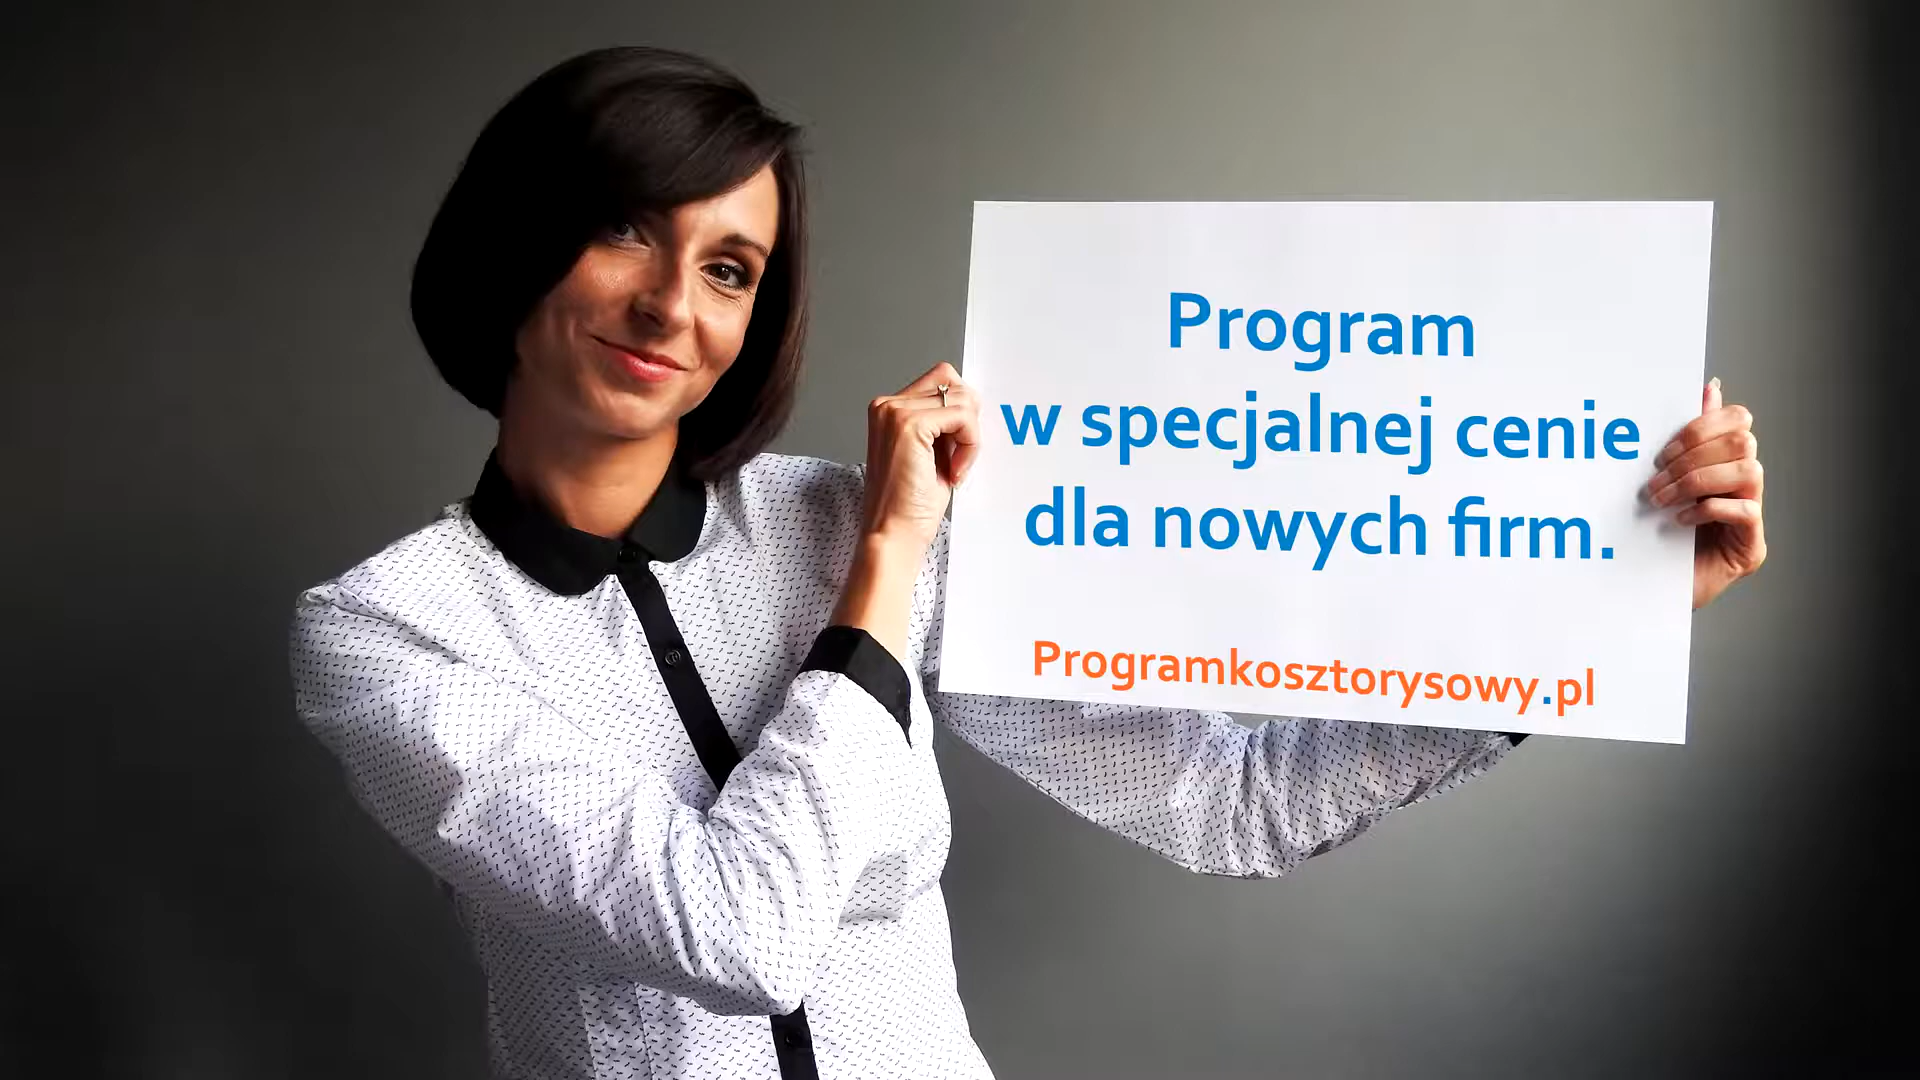 Program
w specjalnej cenie
dla nowych firm.
Programkosztorysowy.pl